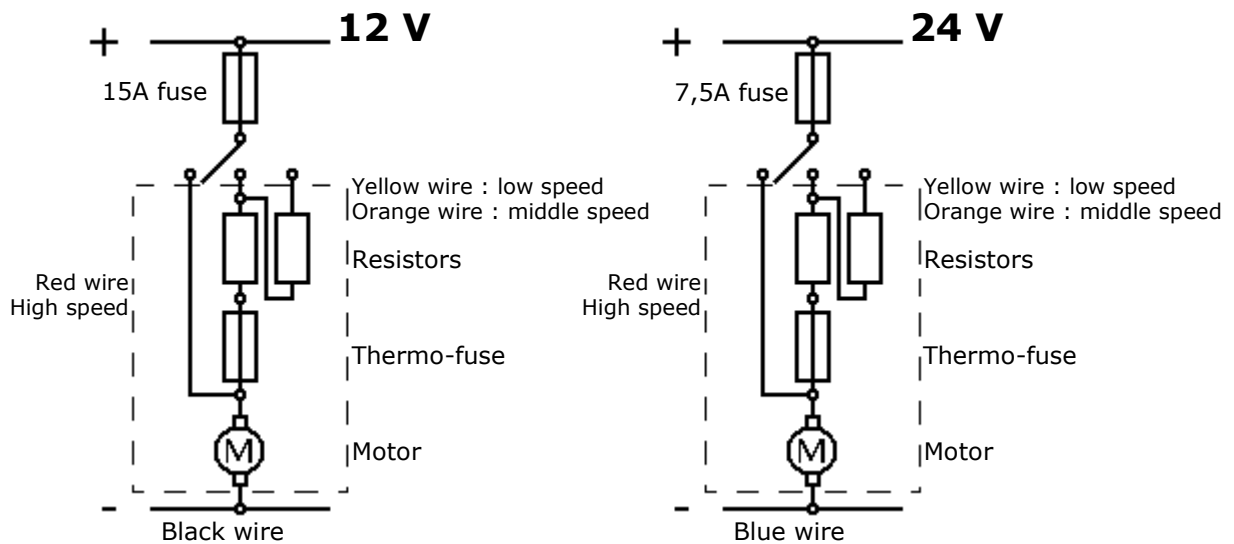 + 12 V
15A fuse
Yellow wire : low speed
Orange wire : middle speed
Red wire
High speed
Resistors
Thermo-fuse
M
Motor
-
Black wire
+ 24 V
7,5A fuse
Yellow wire : low speed
Orange wire : middle speed
Red wire
High speed
Resistors
Thermo-fuse
M
Motor
-
Blue wire